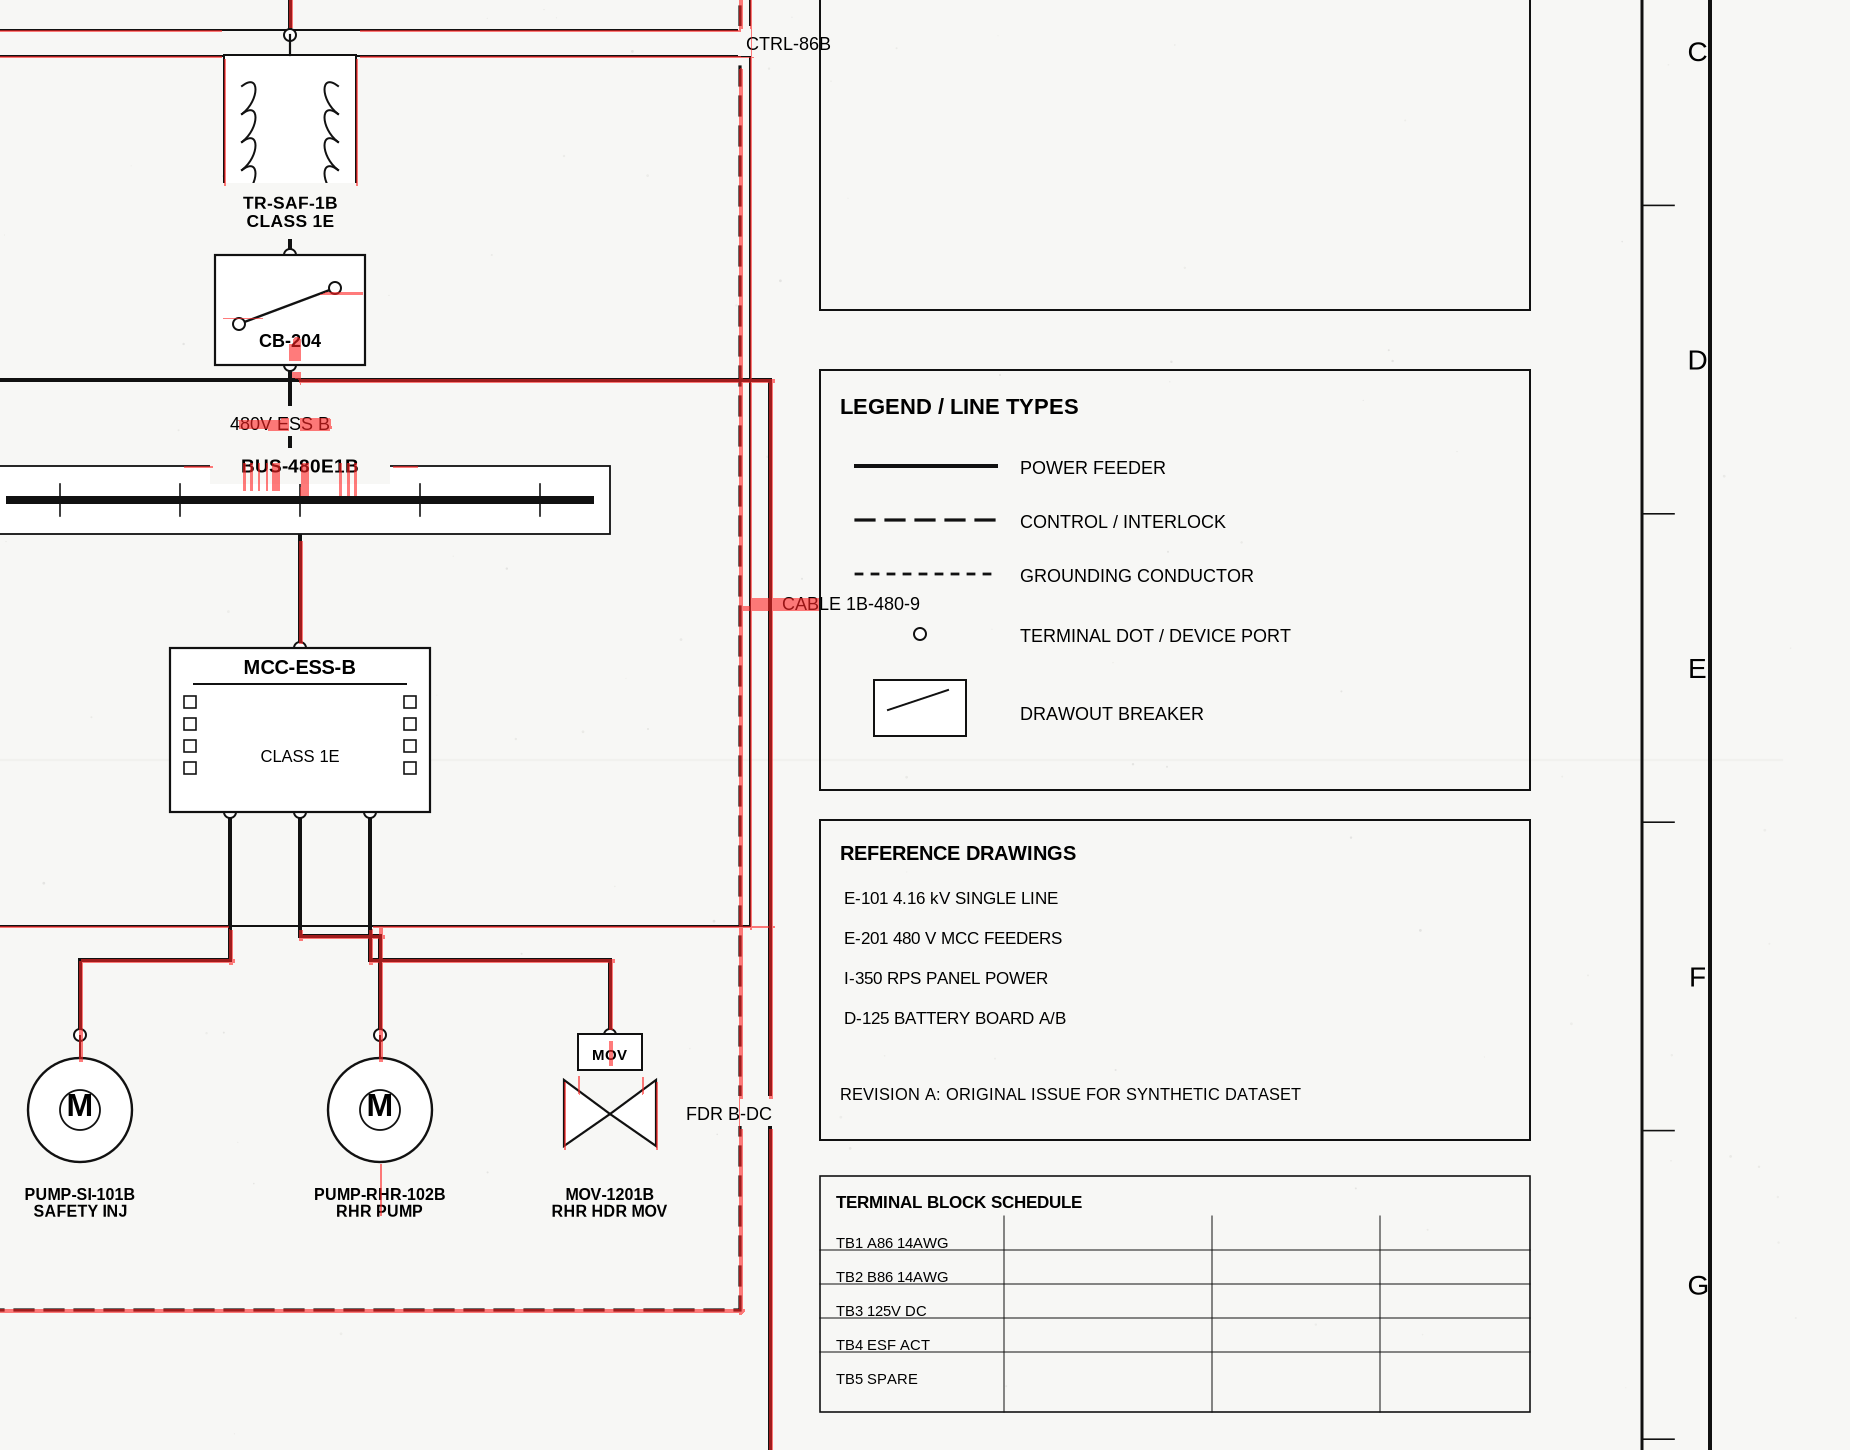 CTRL-86B
C
TR-SAF-1B
CLASS 1E
CB-204
D
480V ESS B
BUS-480E1B
LEGEND / LINE TYPES
POWER FEEDER
CONTROL / INTERLOCK
GROUNDING CONDUCTOR
CABLE 1B-480-9
TERMINAL DOT / DEVICE PORT
DRAWOUT BREAKER
E
MCC-ESS-B
CLASS 1E
REFERENCE DRAWINGS
E-101 4.16 kV SINGLE LINE
E-201 480 V MCC FEEDERS
I-350 RPS PANEL POWER
D-125 BATTERY BOARD A/B
REVISION A: ORIGINAL ISSUE FOR SYNTHETIC DATASET
F
MOV
M
M
FDR B-DC
PUMP-SI-101B
SAFETY INJ
PUMP-RHR-102B
RHR PUMP
MOV-1201B
RHR HDR MOV
TERMINAL BLOCK SCHEDULE
TB1 A86 14AWG
TB2 B86 14AWG
TB3 125V DC
TB4 ESF ACT
TB5 SPARE
G